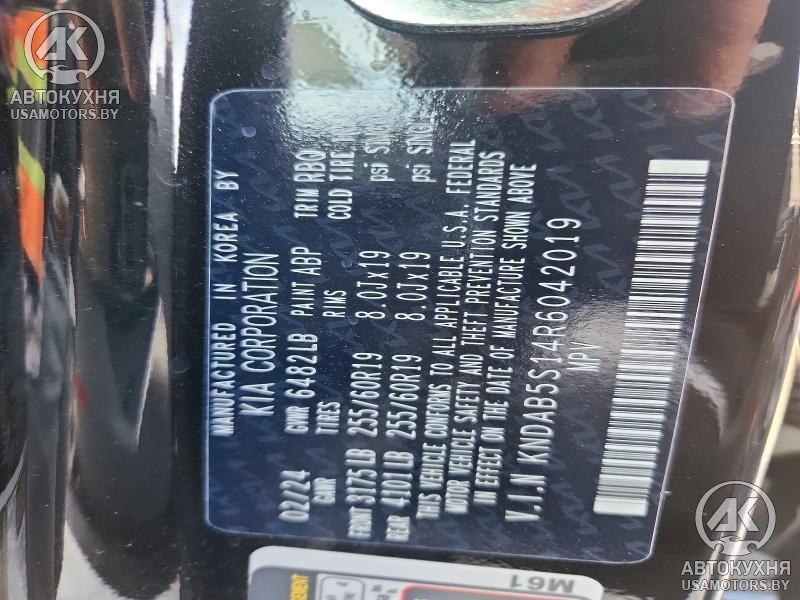 АВТОКУХНЯ
USAMOTORS.BY
MANUFACTURED IN KOREA BY
KIA CORPORATION
02/24 GVWR 6482LB PAINT ABP TRIM RBQ
GAWR TIRES RIMS COLD TIRE
FRONT 3175LB 255/60R19 8.0Jx19 psi
REAR 4101LB 255/60R19 8.0Jx19 psi
THIS VEHICLE CONFORMS TO ALL APPLICABLE U.S.A. FEDERAL
MOTOR VEHICLE SAFETY AND THEFT PREVENTION STANDARDS
IN EFFECT ON THE DATE OF MANUFACTURE SHOWN ABOVE
V.I.N KNDAB5S14R6042019
MPV
M61
АВТОКУХНЯ
USAMOTORS.BY